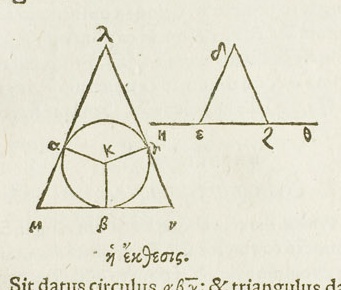 λ
δ
α κ γ η ε ζ θ
μ β ν
ἡ ἔκθεσις.
Sit datus circulus αβγ: & triangulus da